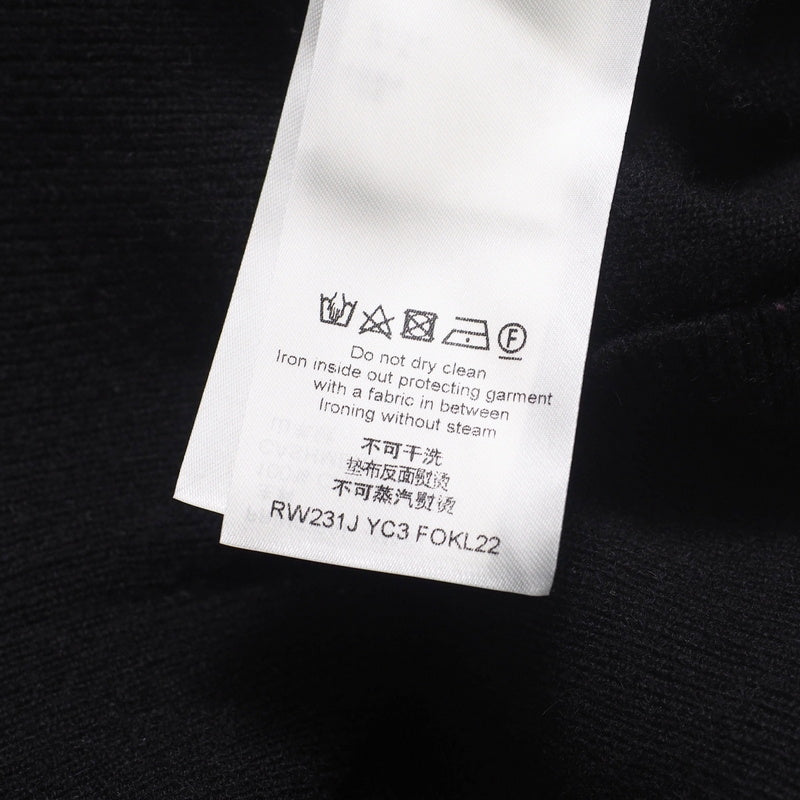 F
Do not dry clean
Iron inside out protecting garment
with a fabric in between
Ironing without steam
不可干洗
垫布反面熨烫
不可蒸汽熨烫
RW231J YC3 FOKL22